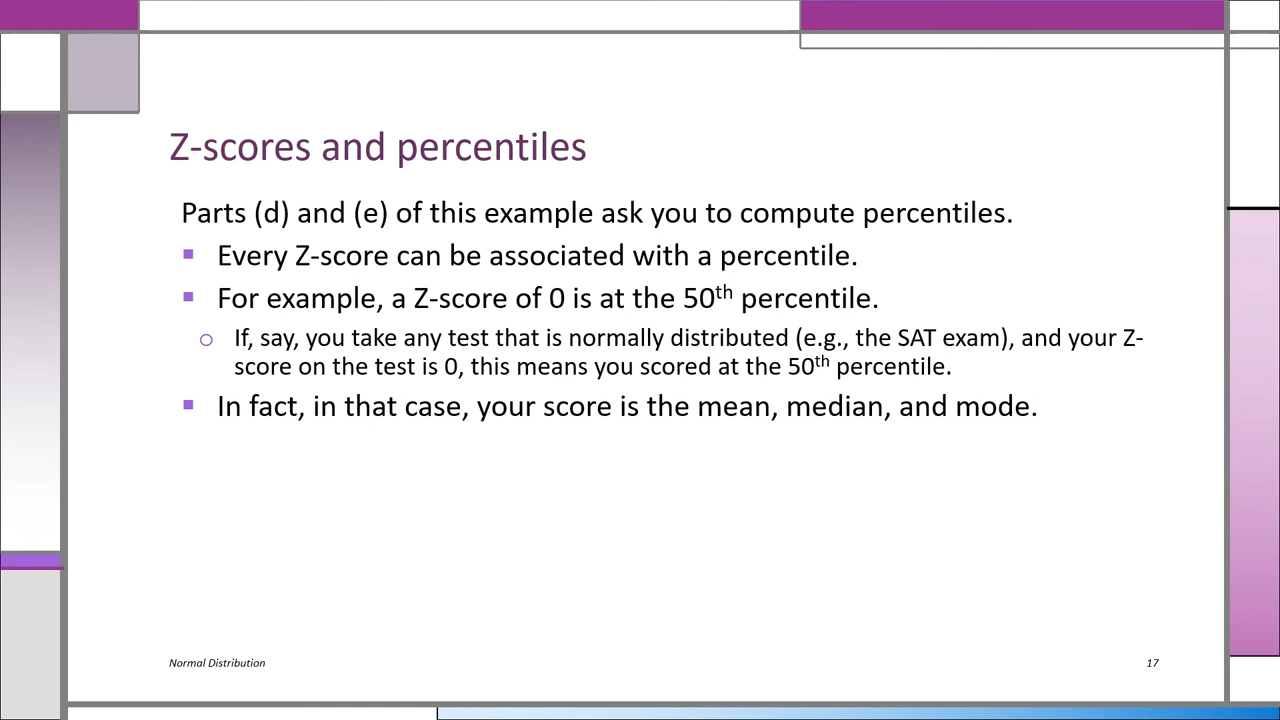 Z-scores and percentiles
Parts (d) and (e) of this example ask you to compute percentiles.
▪ Every Z-score can be associated with a percentile.
▪ For example, a Z-score of 0 is at the 50th percentile.
o If, say, you take any test that is normally distributed (e.g., the SAT exam), and your Z-
score on the test is 0, this means you scored at the 50th percentile.
▪ In fact, in that case, your score is the mean, median, and mode.
Normal Distribution
17